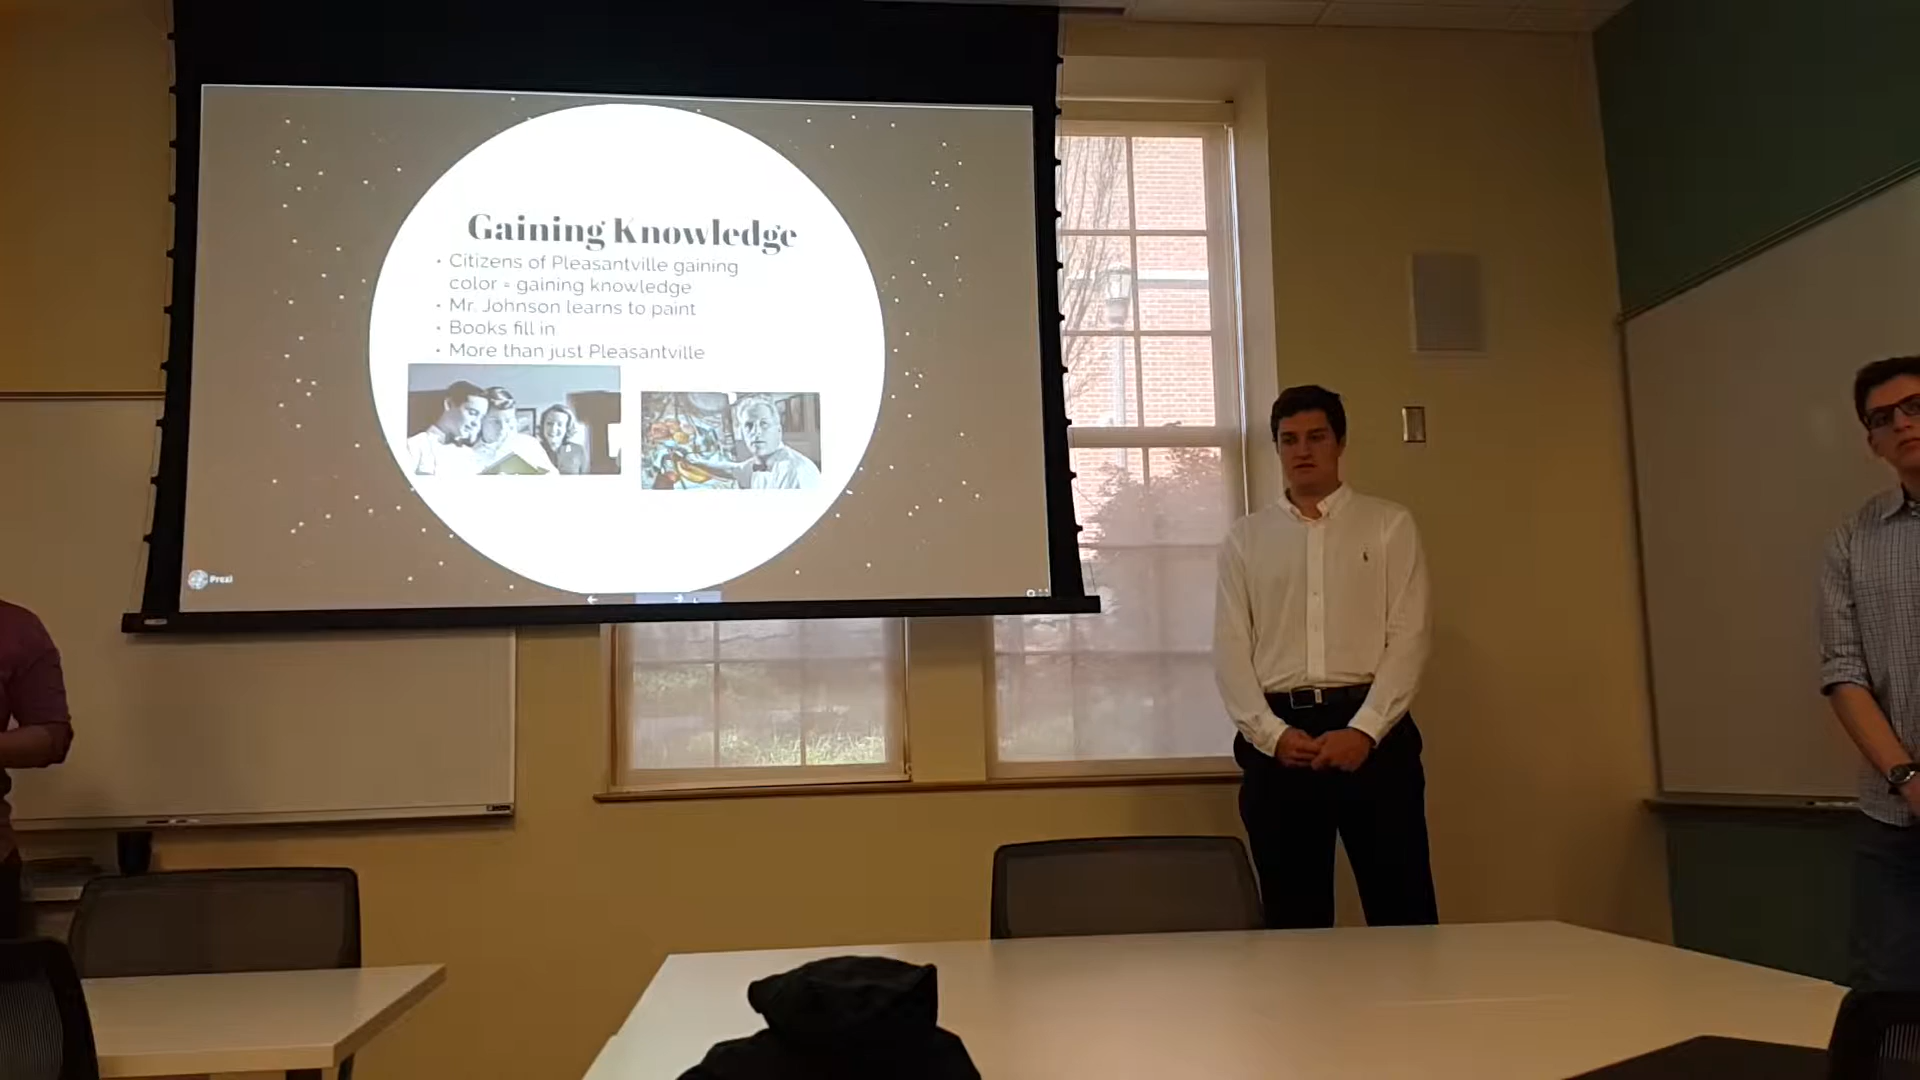 Gaining Knowledge
• Citizens of Pleasantville gaining
color = gaining knowledge
• Mr. Johnson learns to paint
• Books fill in
• More than just Pleasantville
Prezi